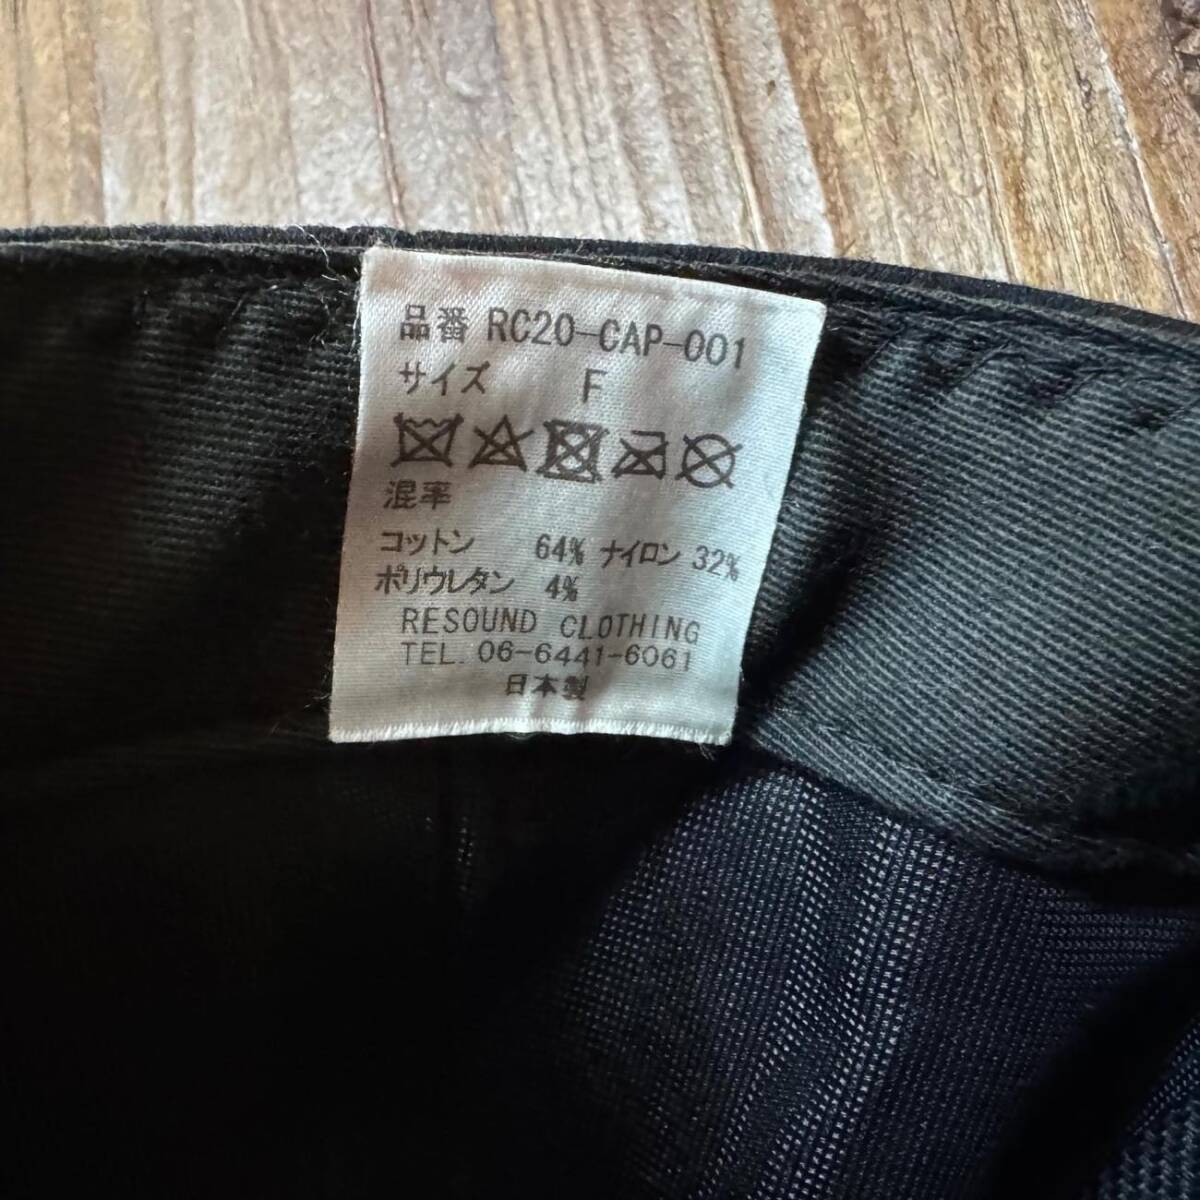 品番 RC20-CAP-001
サイズ F
混率
コットン 64% ナイロン 32%
ポリウレタン 4%
RESOUND CLOTHING
TEL. 06-6441-6061
日本製